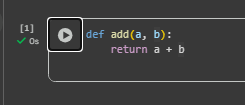 [1]
0s
def add(a, b):
    return a + b